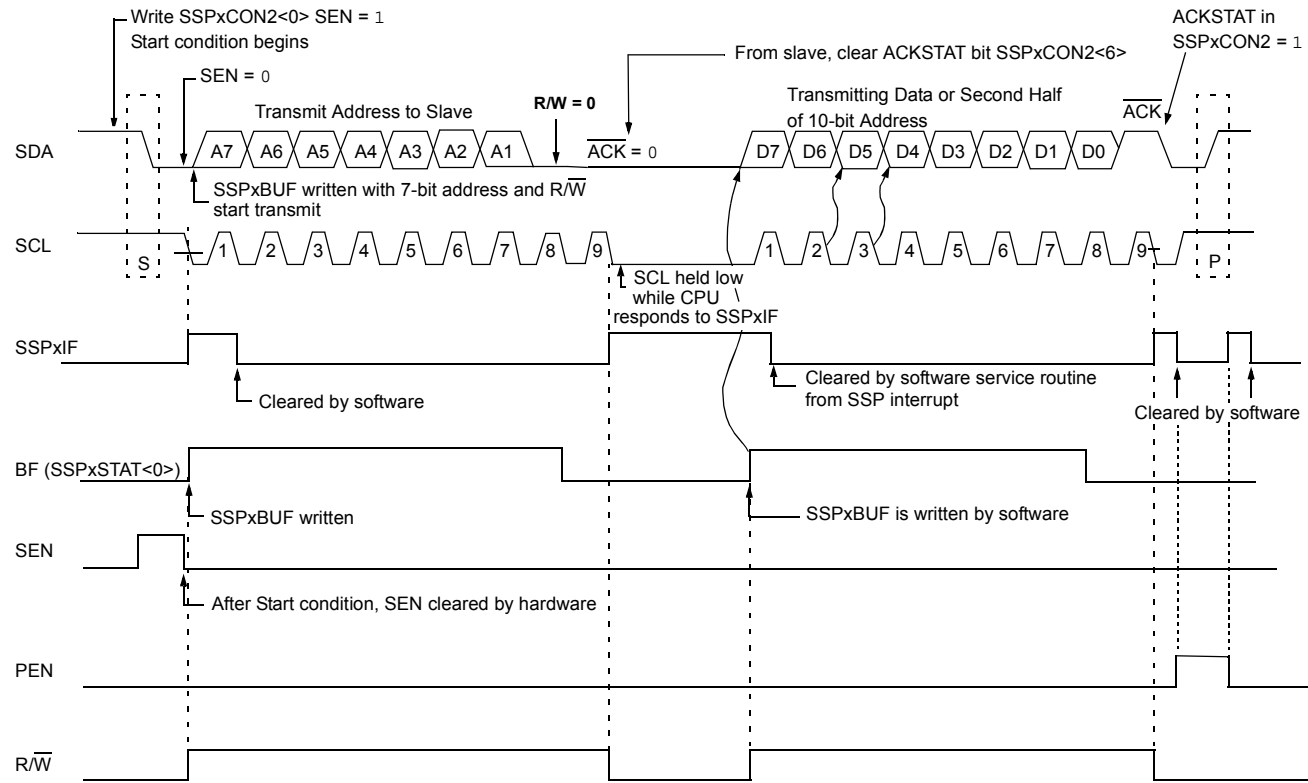 Write SSPxCON2<0> SEN = 1
Start condition begins
ACKSTAT in
SSPxCON2 = 1
From slave, clear ACKSTAT bit SSPxCON2<6>
SEN = 0
Transmit Address to Slave
R/W = 0
Transmitting Data or Second Half
of 10-bit Address
ACK
SDA
A7 A6 A5 A4 A3 A2 A1
ACK = 0
D7 D6 D5 D4 D3 D2 D1 D0
SSPxBUF written with 7-bit address and R/W
start transmit
SCL
S
1 2 3 4 5 6 7 8 9
1 2 3 4 5 6 7 8 9
P
SCL held low
while CPU
responds to SSPxIF
SSPxIF
Cleared by software
Cleared by software service routine
from SSP interrupt
Cleared by software
BF (SSPxSTAT<0>)
SSPxBUF written
SSPxBUF is written by software
SEN
After Start condition, SEN cleared by hardware
PEN
R/W